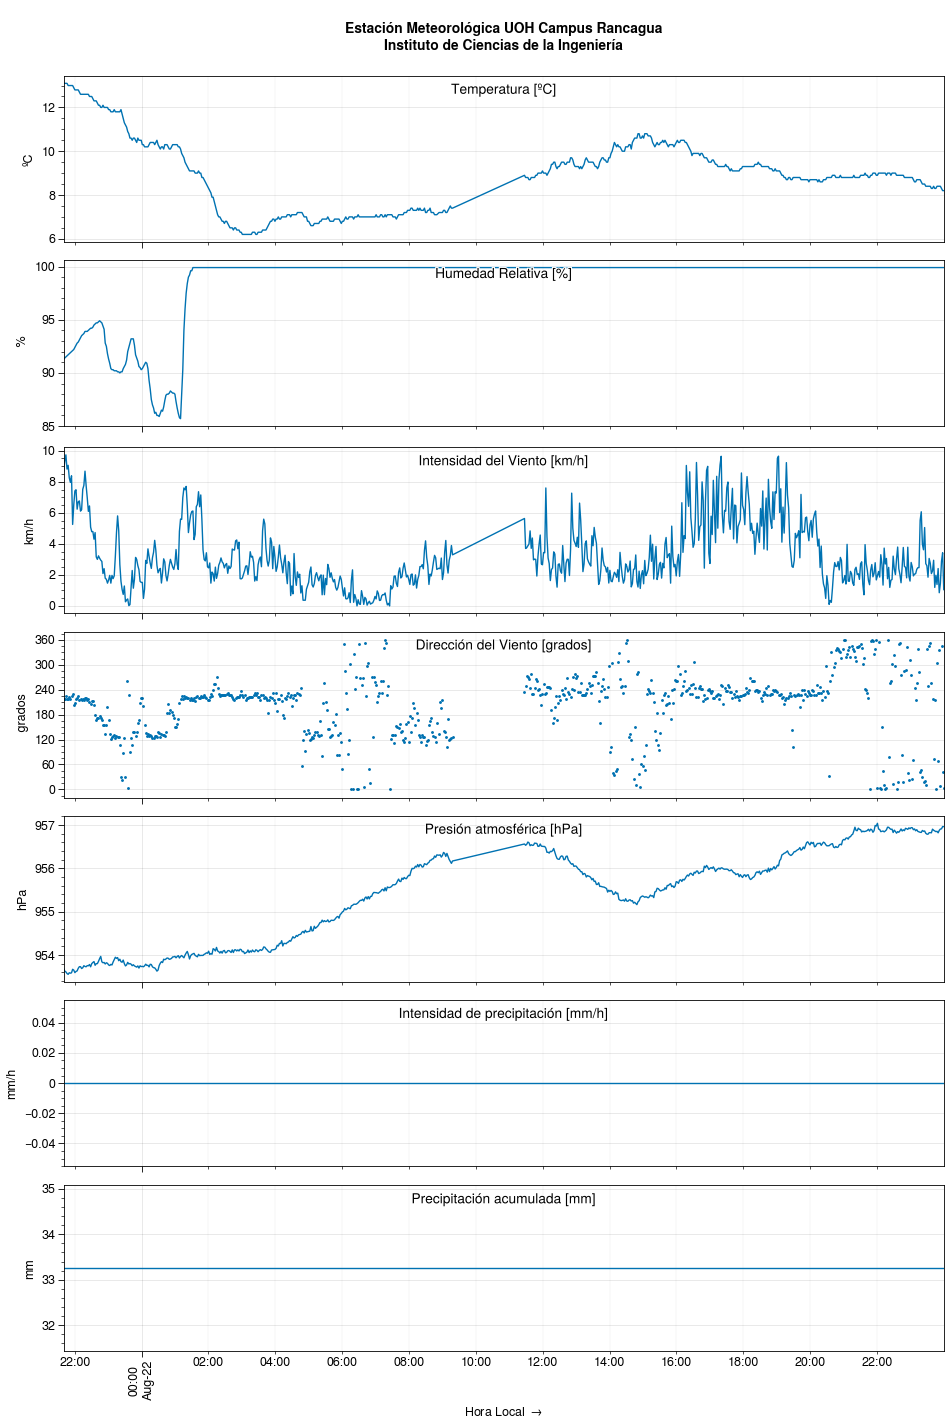 Estación Meteorológica UOH Campus Rancagua
Instituto de Ciencias de la Ingeniería
Temperatura [ºC]
12
10
8
6
ºC
Humedad Relativa [%]
100
95
90
85
%
Intensidad del Viento [km/h]
10
8
6
4
2
0
km/h
Dirección del Viento [grados]
360
300
240
180
120
60
0
grados
Presión atmosférica [hPa]
957
956
955
954
hPa
Intensidad de precipitación [mm/h]
0.04
0.02
0
−0.02
−0.04
mm/h
Precipitación acumulada [mm]
35
34
33
32
mm
22:00
00:00
Aug-22
02:00
04:00
06:00
08:00
10:00
12:00
14:00
16:00
18:00
20:00
22:00
Hora Local →